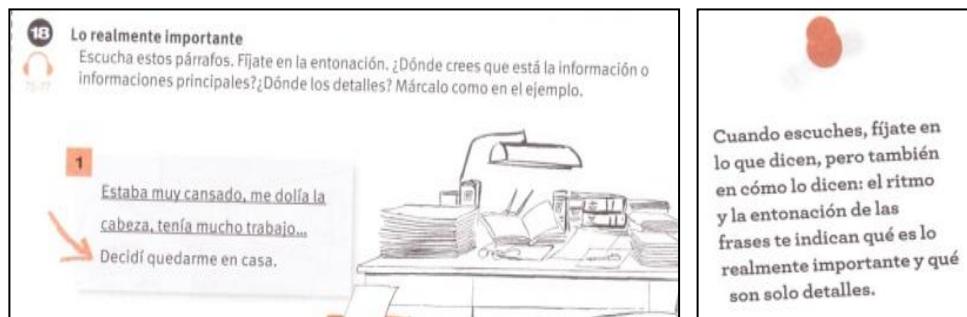 18
Lo realmente importante
Escucha estos párrafos. Fíjate en la entonación. ¿Dónde crees que está la información o
informaciones principales?¿Dónde los detalles? Márcalo como en el ejemplo.
75-77
1
Estaba muy cansado, me dolía la
cabeza, tenía mucho trabajo...
Decidí quedarme en casa.
Cuando escuches, fíjate en
lo que dicen, pero también
en cómo lo dicen: el ritmo
y la entonación de las
frases te indican qué es lo
realmente importante y qué
son solo detalles.